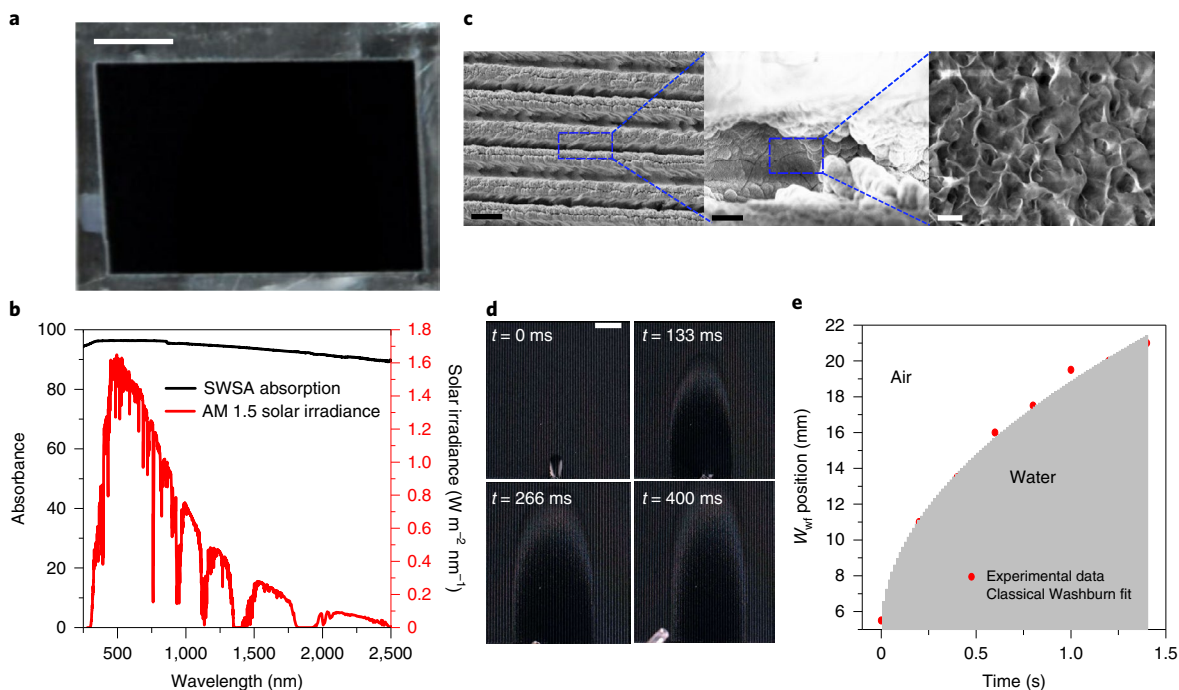 a
c
b
100
80
60
40
20
0
Absorbance
500
1,000
1,500
2,000
2,500
Wavelength (nm)
SWSA absorption
AM 1.5 solar irradiance
1.8
1.6
1.4
1.2
1.0
0.8
0.6
0.4
0.2
0
Solar irradiance (W m−2 nm−1)
d
t = 0 ms
t = 133 ms
t = 266 ms
t = 400 ms
e
22
20
18
16
14
12
10
8
6
Wwf position (mm)
Air
Water
Experimental data
Classical Washburn fit
0
0.5
1.0
1.5
Time (s)